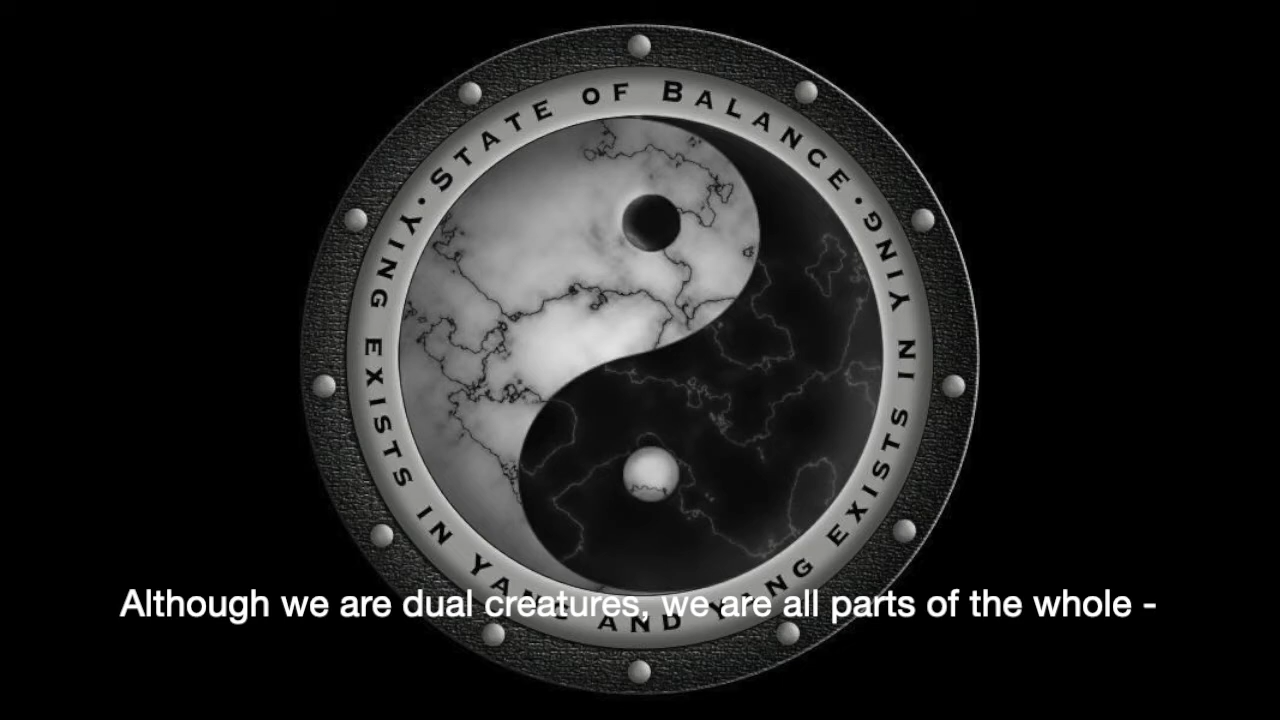 STATE OF BALANCE
• YING EXISTS IN YANG AND YANG EXISTS IN YING •
Although we are dual creatures, we are all parts of the whole -